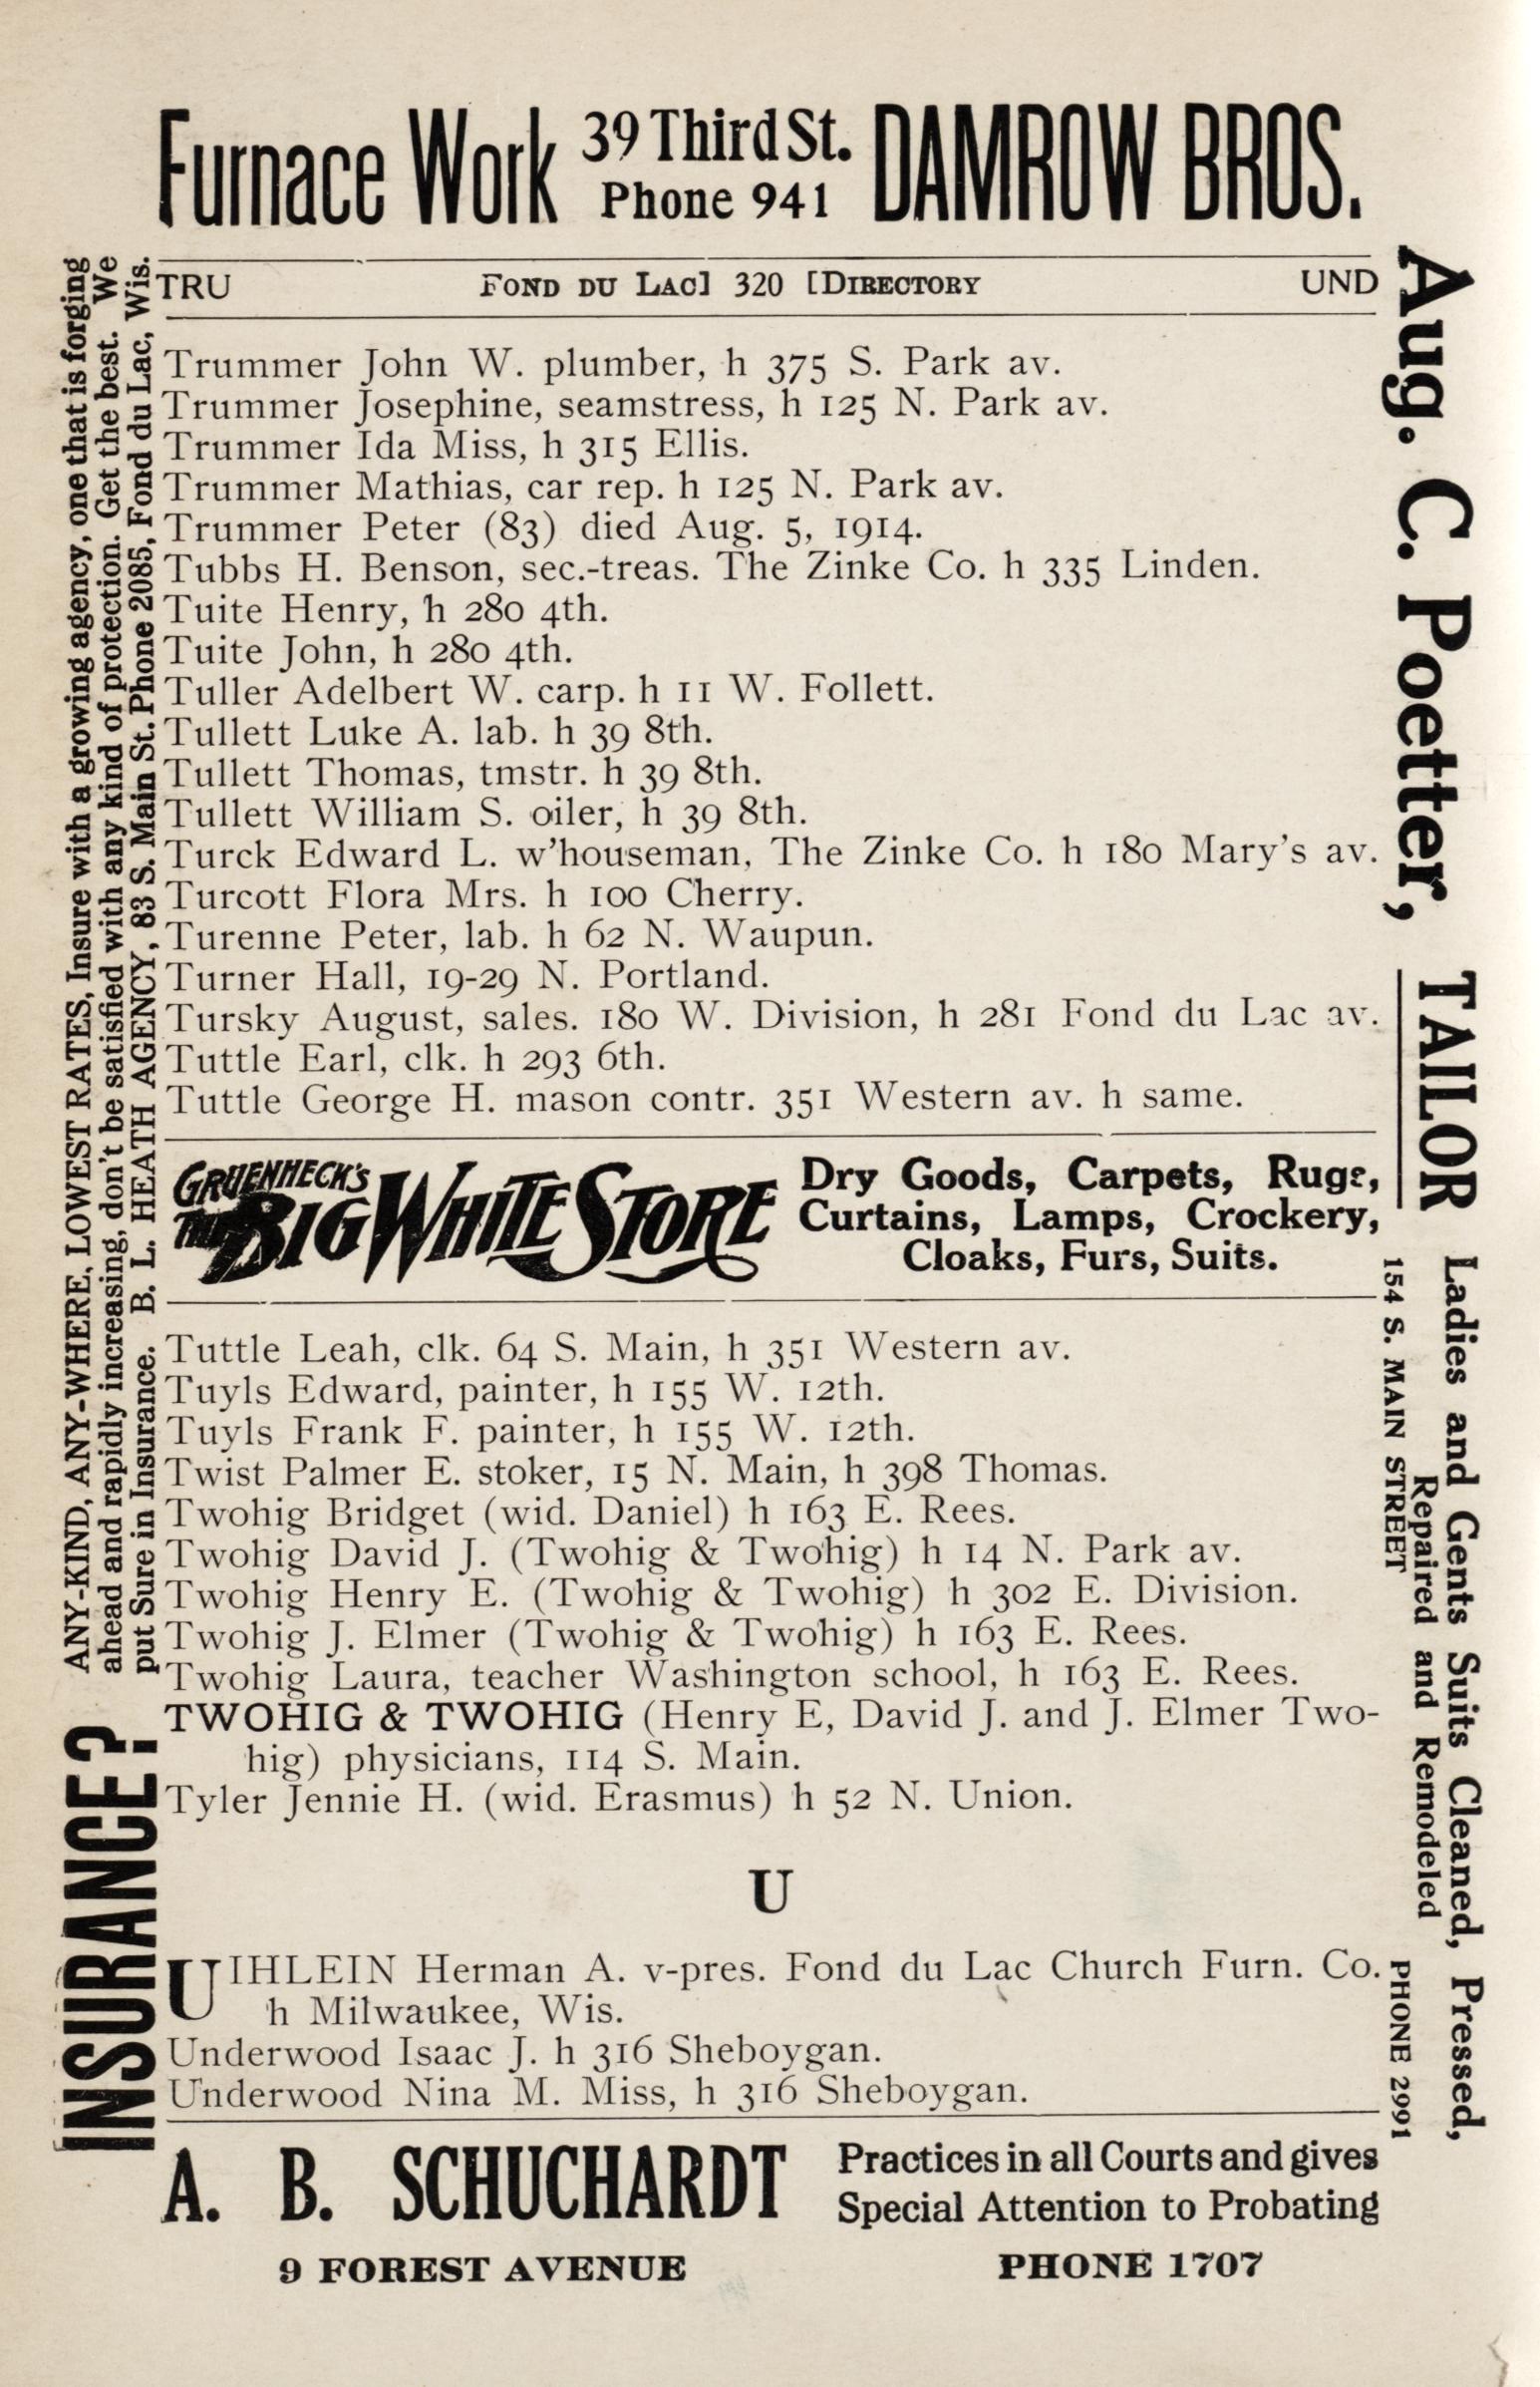 Furnace Work 39 Third St. Phone 941 DAMROW BROS.
TRU FOND DU LAC] 320 [DIRECTORY UND
Trummer John W. plumber, h 375 S. Park av.
Trummer Josephine, seamstress, h 125 N. Park av.
Trummer Ida Miss, h 315 Ellis.
Trummer Mathias, car rep. h 125 N. Park av.
Trummer Peter (83) died Aug. 5, 1914.
Tubbs H. Benson, sec.-treas. The Zinke Co. h 335 Linden.
Tuite Henry, h 280 4th.
Tuite John, h 280 4th.
Tuller Adelbert W. carp. h 11 W. Follett.
Tullett Luke A. lab. h 39 8th.
Tullett Thomas, tmstr. h 39 8th.
Tullett William S. oiler, h 39 8th.
Turck Edward L. w'houseman, The Zinke Co. h 180 Mary's av.
Turcott Flora Mrs. h 100 Cherry.
Turenne Peter, lab. h 62 N. Waupun.
Turner Hall, 19-29 N. Portland.
Tursky August, sales. 180 W. Division, h 281 Fond du Lac av.
Tuttle Earl, clk. h 293 6th.
Tuttle George H. mason contr. 351 Western av. h same.
GRUENHECK'S
THE BIG WHITE STORE
Dry Goods, Carpets, Rugs,
Curtains, Lamps, Crockery,
Cloaks, Furs, Suits.
Tuttle Leah, clk. 64 S. Main, h 351 Western av.
Tuyls Edward, painter, h 155 W. 12th.
Tuyls Frank F. painter, h 155 W. 12th.
Twist Palmer E. stoker, 15 N. Main, h 398 Thomas.
Twohig Bridget (wid. Daniel) h 163 E. Rees.
Twohig David J. (Twohig & Twohig) h 14 N. Park av.
Twohig Henry E. (Twohig & Twohig) h 302 E. Division.
Twohig J. Elmer (Twohig & Twohig) h 163 E. Rees.
Twohig Laura, teacher Washington school, h 163 E. Rees.
TWOHIG & TWOHIG (Henry E, David J. and J. Elmer Two-
hig) physicians, 114 S. Main.
Tyler Jennie H. (wid. Erasmus) h 52 N. Union.
U
UIHLEIN Herman A. v-pres. Fond du Lac Church Furn. Co.
h Milwaukee, Wis.
Underwood Isaac J. h 316 Sheboygan.
Underwood Nina M. Miss, h 316 Sheboygan.
A. B. SCHUCHARDT
Practices in all Courts and gives
Special Attention to Probating
9 FOREST AVENUE PHONE 1707
INSURANCE?
ANY-KIND, ANY-WHERE, LOWEST RATES, Insure with a growing agency, one that is forging
ahead and rapidly increasing, don't be satisfied with any kind of protection. Get the best. We
put Sure in Insurance. B. L. HEATH AGENCY, 83 S. Main St. Phone 2085, Fond du Lac, Wis.
Aug. C. Poetter, TAILOR
Ladies and Gents Suits Cleaned, Pressed,
Repaired and Remodeled
154 S. MAIN STREET PHONE 2991